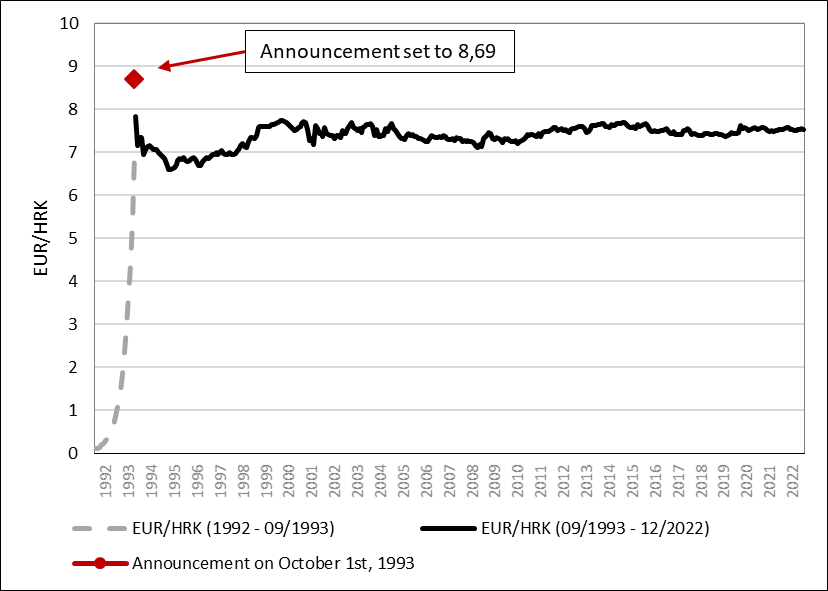 10
9
8
7
6
5
4
3
2
1
0
EUR/HRK
Announcement set to 8,69
1992 1993 1994 1995 1996 1997 1998 1999 2000 2001 2002 2003 2004 2005 2006 2007 2008 2009 2010 2011 2012 2013 2014 2015 2016 2017 2018 2019 2020 2021 2022
EUR/HRK (1992 - 09/1993)
EUR/HRK (09/1993 - 12/2022)
Announcement on October 1st, 1993